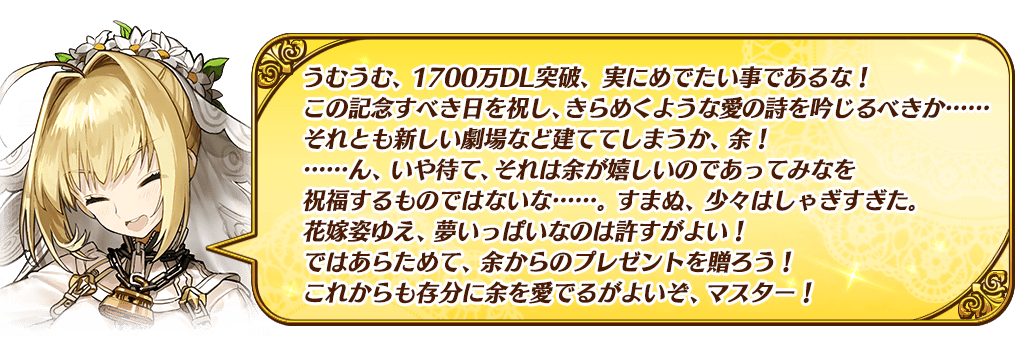 うむうむ、1700万DL突破、実にめでたい事であるな！
この記念すべき日を祝し、きらめくような愛の詩を吟じるべきか……
それとも新しい劇場など建ててしまうか、余！
……ん、いや待て、それは余が嬉しいのであってみなを
祝福するものではないな……。すまぬ、少々はしゃぎすぎた。
花嫁姿ゆえ、夢いっぱいなのは許すがよい！
ではあらためて、余からのプレゼントを贈ろう！
これからも存分に余を愛でるがよいぞ、マスター！